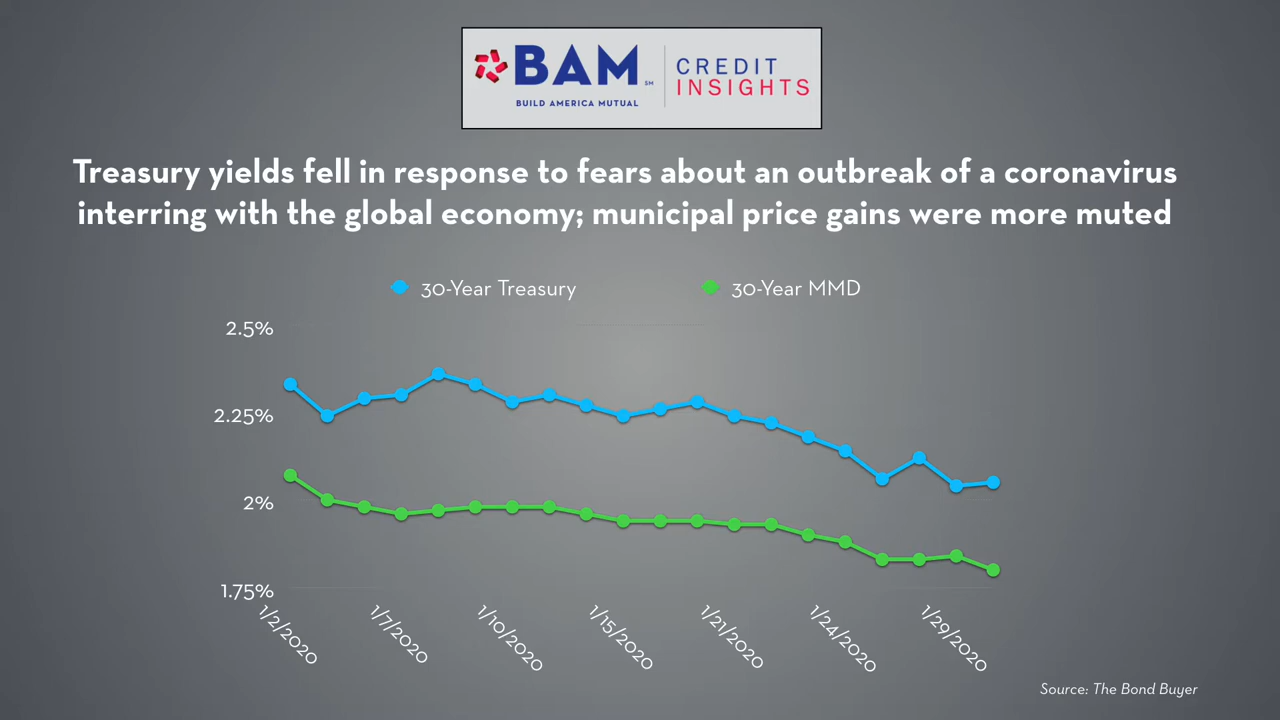 BAM SM
BUILD AMERICA MUTUAL
CREDIT
INSIGHTS
Treasury yields fell in response to fears about an outbreak of a coronavirus
interring with the global economy; municipal price gains were more muted
30-Year Treasury
30-Year MMD
2.5%
2.25%
2%
1.75%
1/2/2020
1/7/2020
1/10/2020
1/15/2020
1/21/2020
1/24/2020
1/29/2020
Source: The Bond Buyer